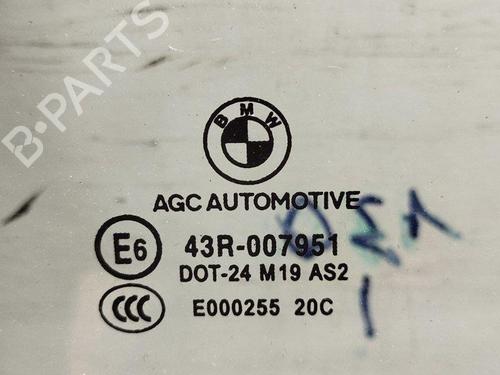 B-PARTS
BMW
AGC AUTOMOTIVE
E6 43R-007951
DOT-24 M19 AS2
CCC E000255 20C